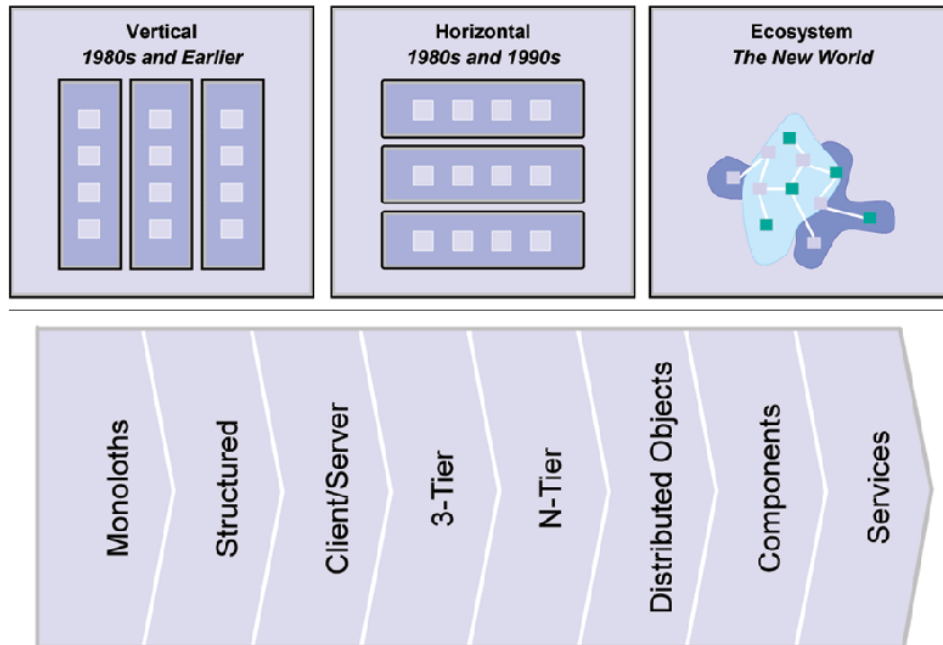 Vertical
1980s and Earlier
Horizontal
1980s and 1990s
Ecosystem
The New World
Monoloths
Structured
Client/Server
3-Tier
N-Tier
Distributed Objects
Components
Services